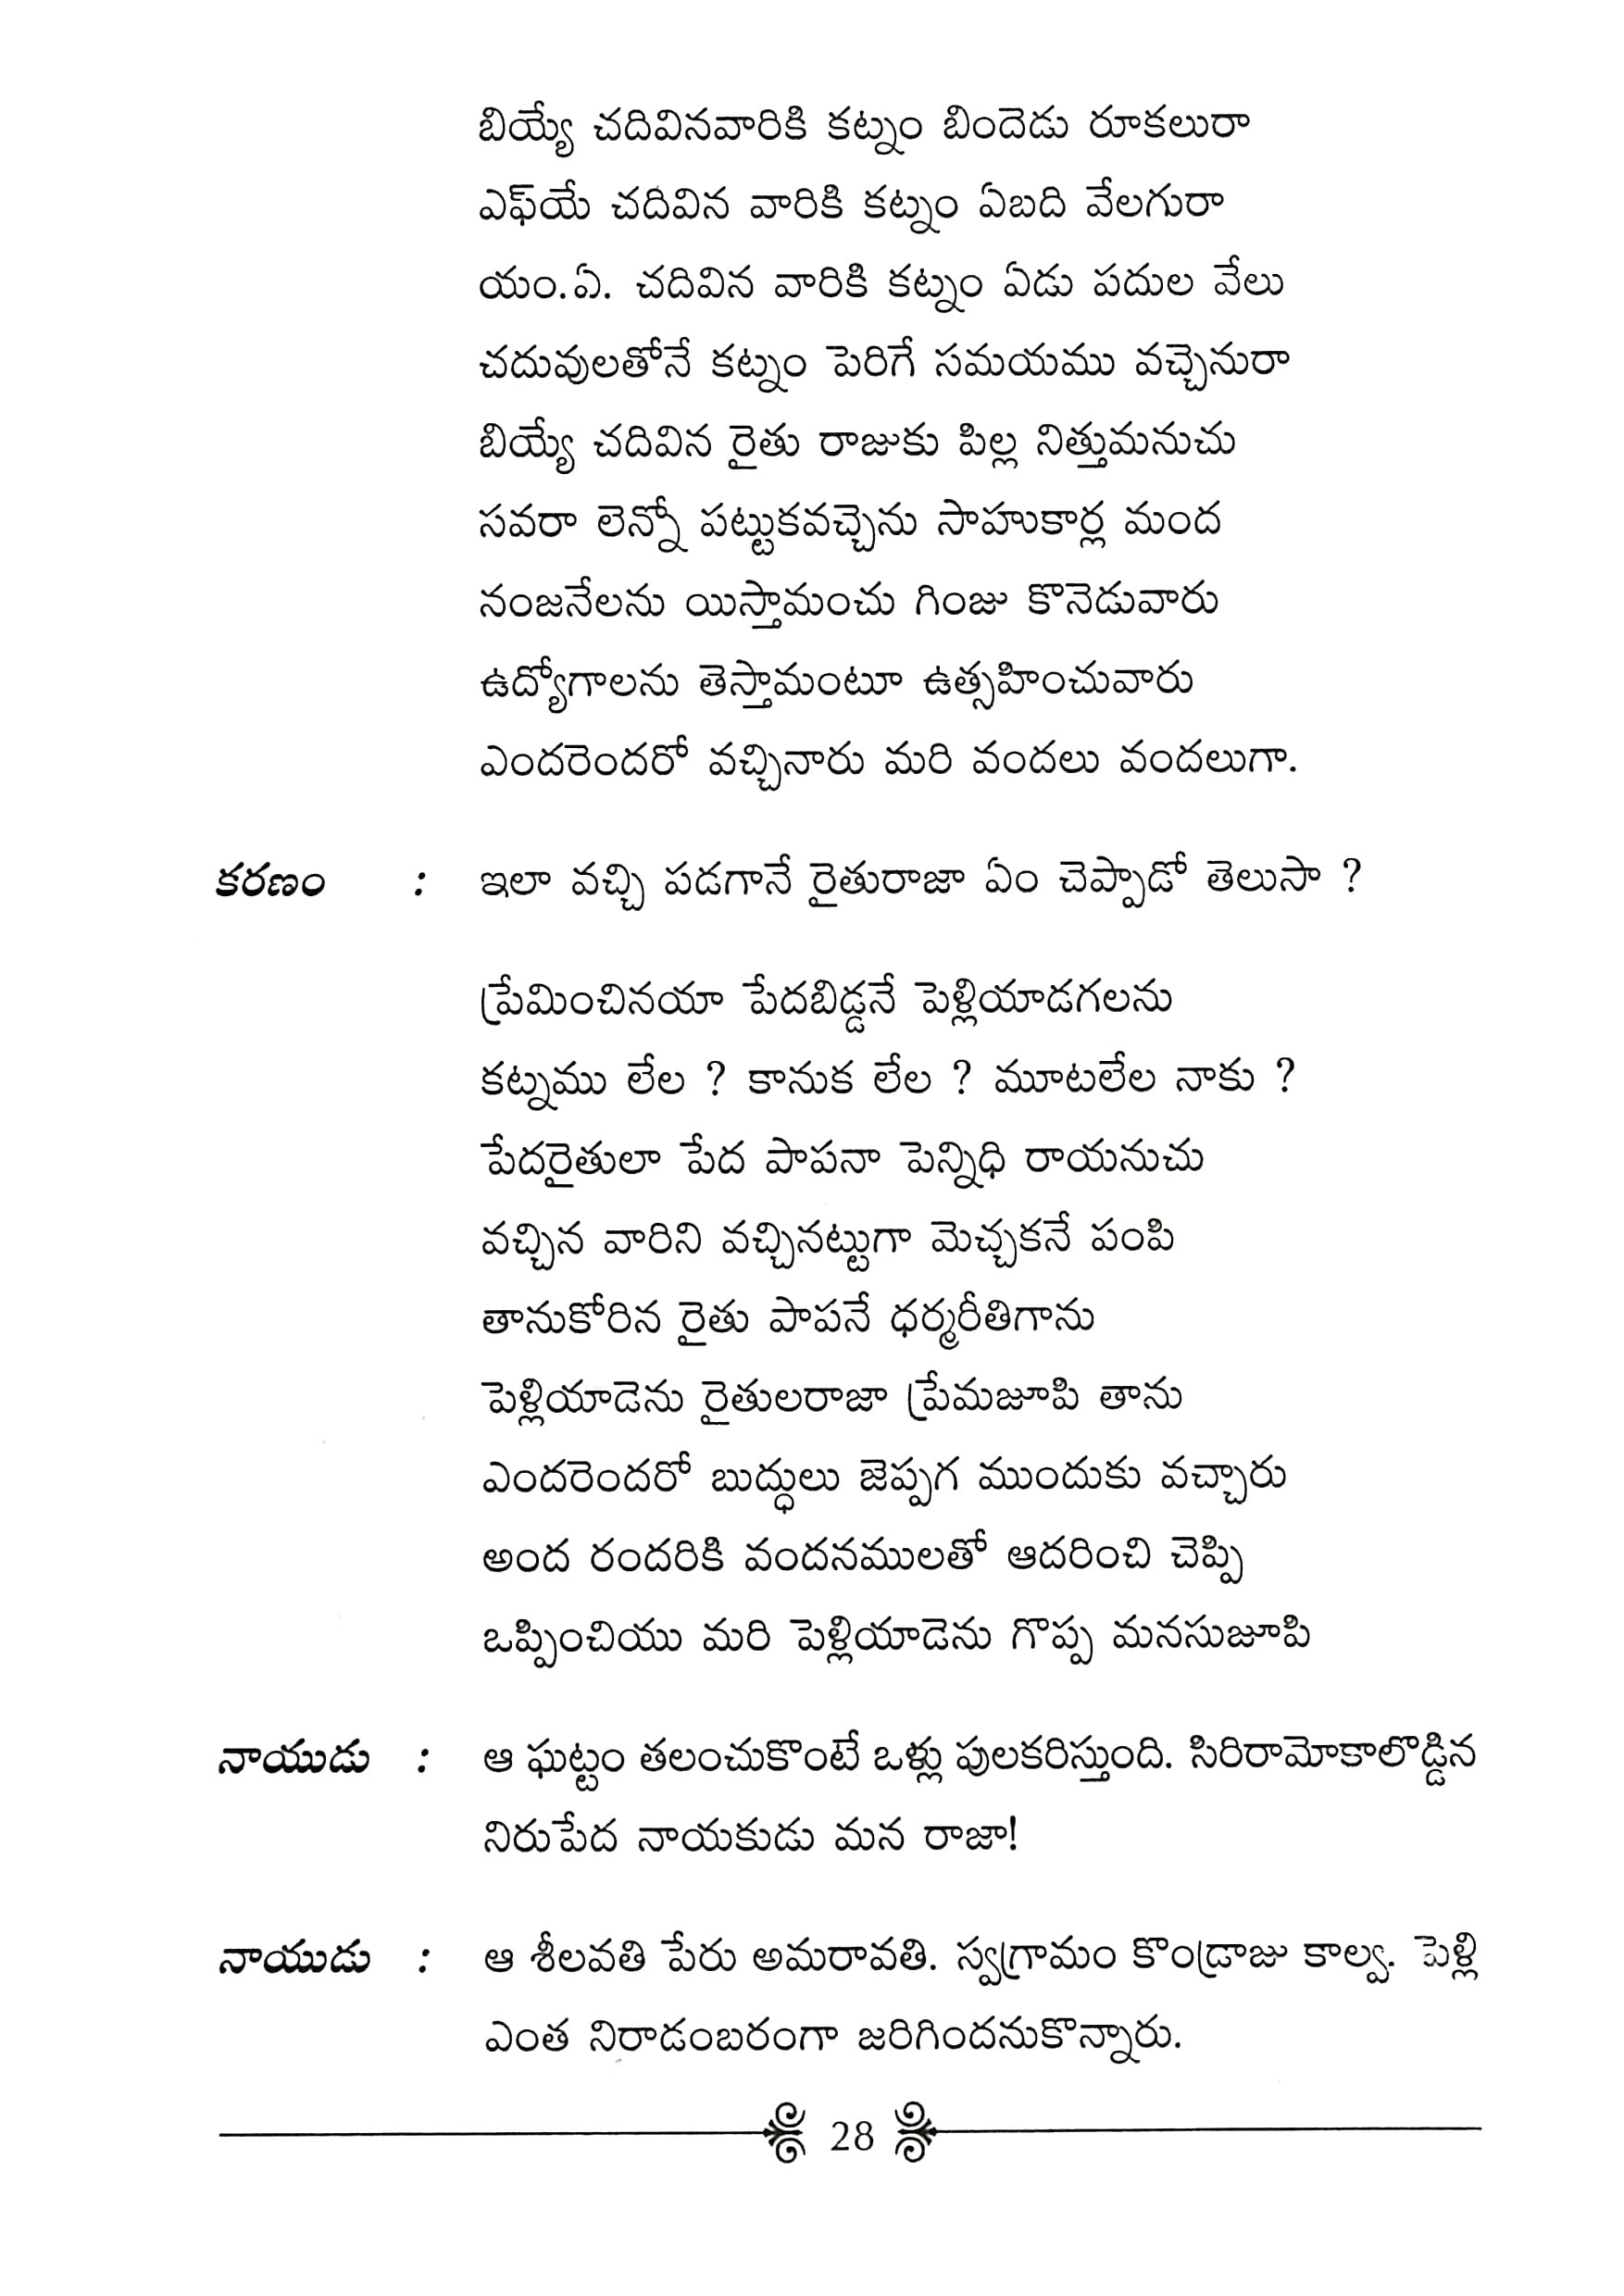 బియ్యే చదివినవారికి కట్నం బిందెడు రూకలురా
ఎఫ్‌యే చదివిన వారికి కట్నం ఏబది వేలగురా
యం.ఏ. చదివిన వారికి కట్నం ఏడు పదుల వేలు
చదువులతోనే కట్నం పెరిగే సమయము వచ్చెనురా
బియ్యే చదివిన రైతు రాజుకు పిల్ల నిత్తుమనుచు
సవరా లెన్నో పట్టుకవచ్చెను సాహుకార్ల మంద
నంజనేలను యిస్తామంచు గింజు కొనెడువారు
ఉద్యోగాలను తెస్తామంటూ ఉత్సహించువారు
ఎందరెందరో వచ్చినారు మరి వందలు వందలుగా.
కరణం : ఇలా వచ్చి పడగానే రైతురాజా ఏం చెప్పాడో తెలుసా ?
ప్రేమించినయా పేదబిడ్డనే పెళ్లియాడగలను
కట్నము లేల ? కానుక లేల ? మూటలేల నాకు ?
పేదరైతులా పేద పాపనా పెన్నిధి రాయనుచు
వచ్చిన వారిని వచ్చినట్టుగా మెచ్చకనే పంపి
తానుకోరిన రైతు పాపనే ధర్మరీతిగాను
పెళ్లియాడెను రైతులరాజా ప్రేమజూపి తాను
ఎందరెందరో బుద్ధులు జెప్పగ ముందుకు వచ్చారు
అంద రందరికి వందనములతో ఆదరించి చెప్పి
ఒప్పించియు మరి పెళ్లియాడెను గొప్ప మనసుజూపి
నాయుడు : ఆ ఘట్టం తలంచుకొంటే ఒళ్లు పులకరిస్తుంది. సిరిరామోకాలొడ్డిన
నిరుపేద నాయకుడు మన రాజా!
నాయుడు : ఆ శీలవతి పేరు అమరావతి. స్వగ్రామం కొండ్రాజు కాల్వ. పెళ్లి
ఎంత నిరాడంబరంగా జరిగిందనుకొన్నారు.
28